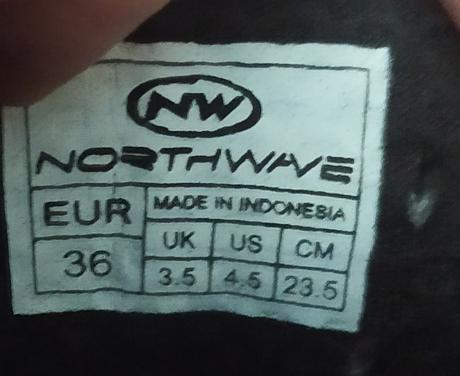 NW
NORTHWAVE
EUR MADE IN INDONESIA
UK US CM
36 3.5 4.5 23.5